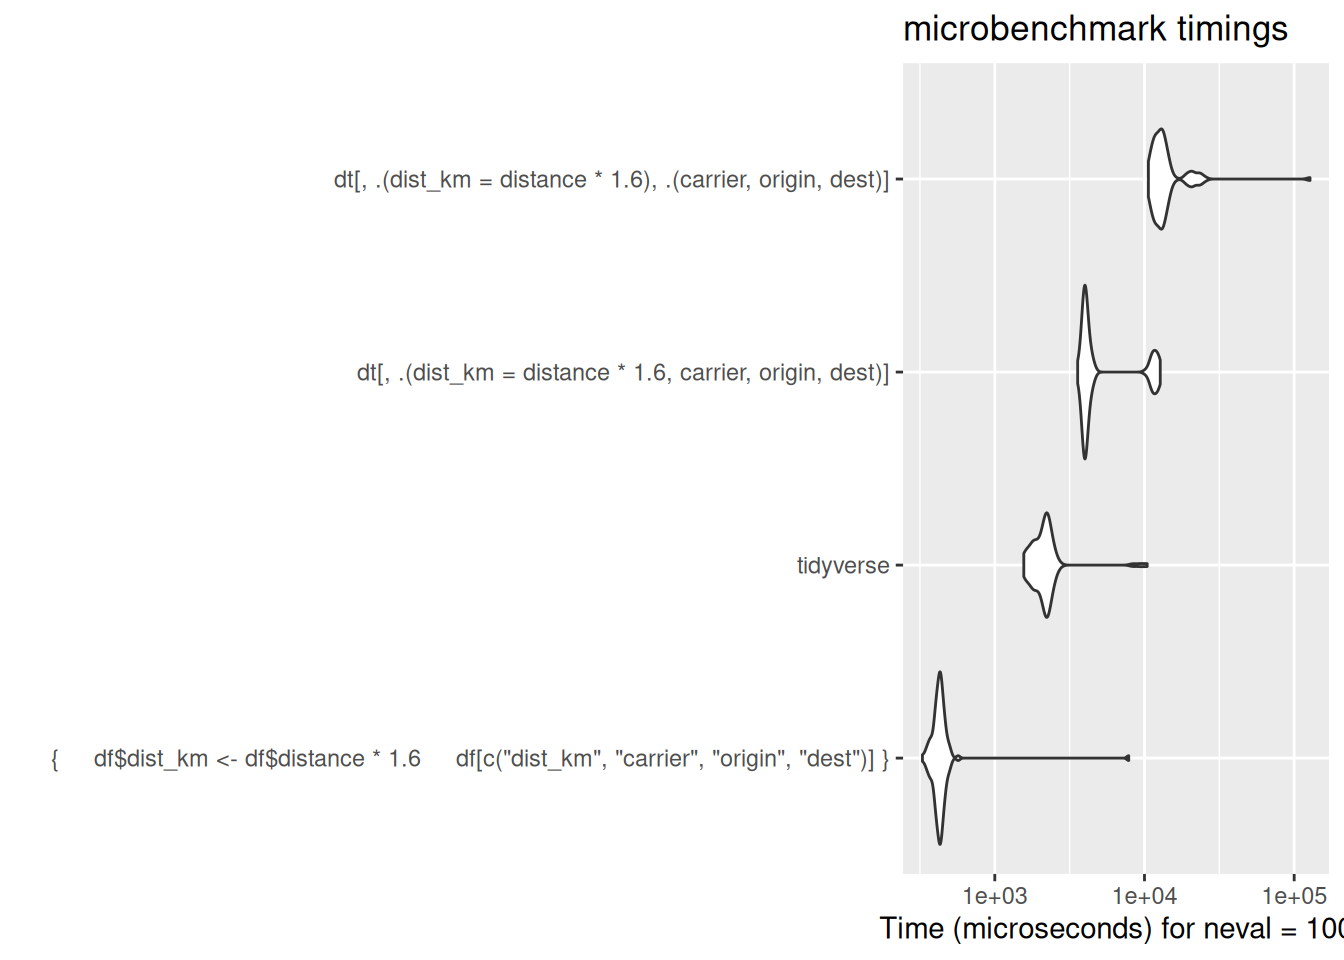 microbenchmark timings
dt[, .(dist_km = distance * 1.6), .(carrier, origin, dest)]
dt[, .(dist_km = distance * 1.6, carrier, origin, dest)]
tidyverse
{ df$dist_km <- df$distance * 1.6 df[c("dist_km", "carrier", "origin", "dest")] }
1e+03 1e+04 1e+05
Time (microseconds) for neval = 100